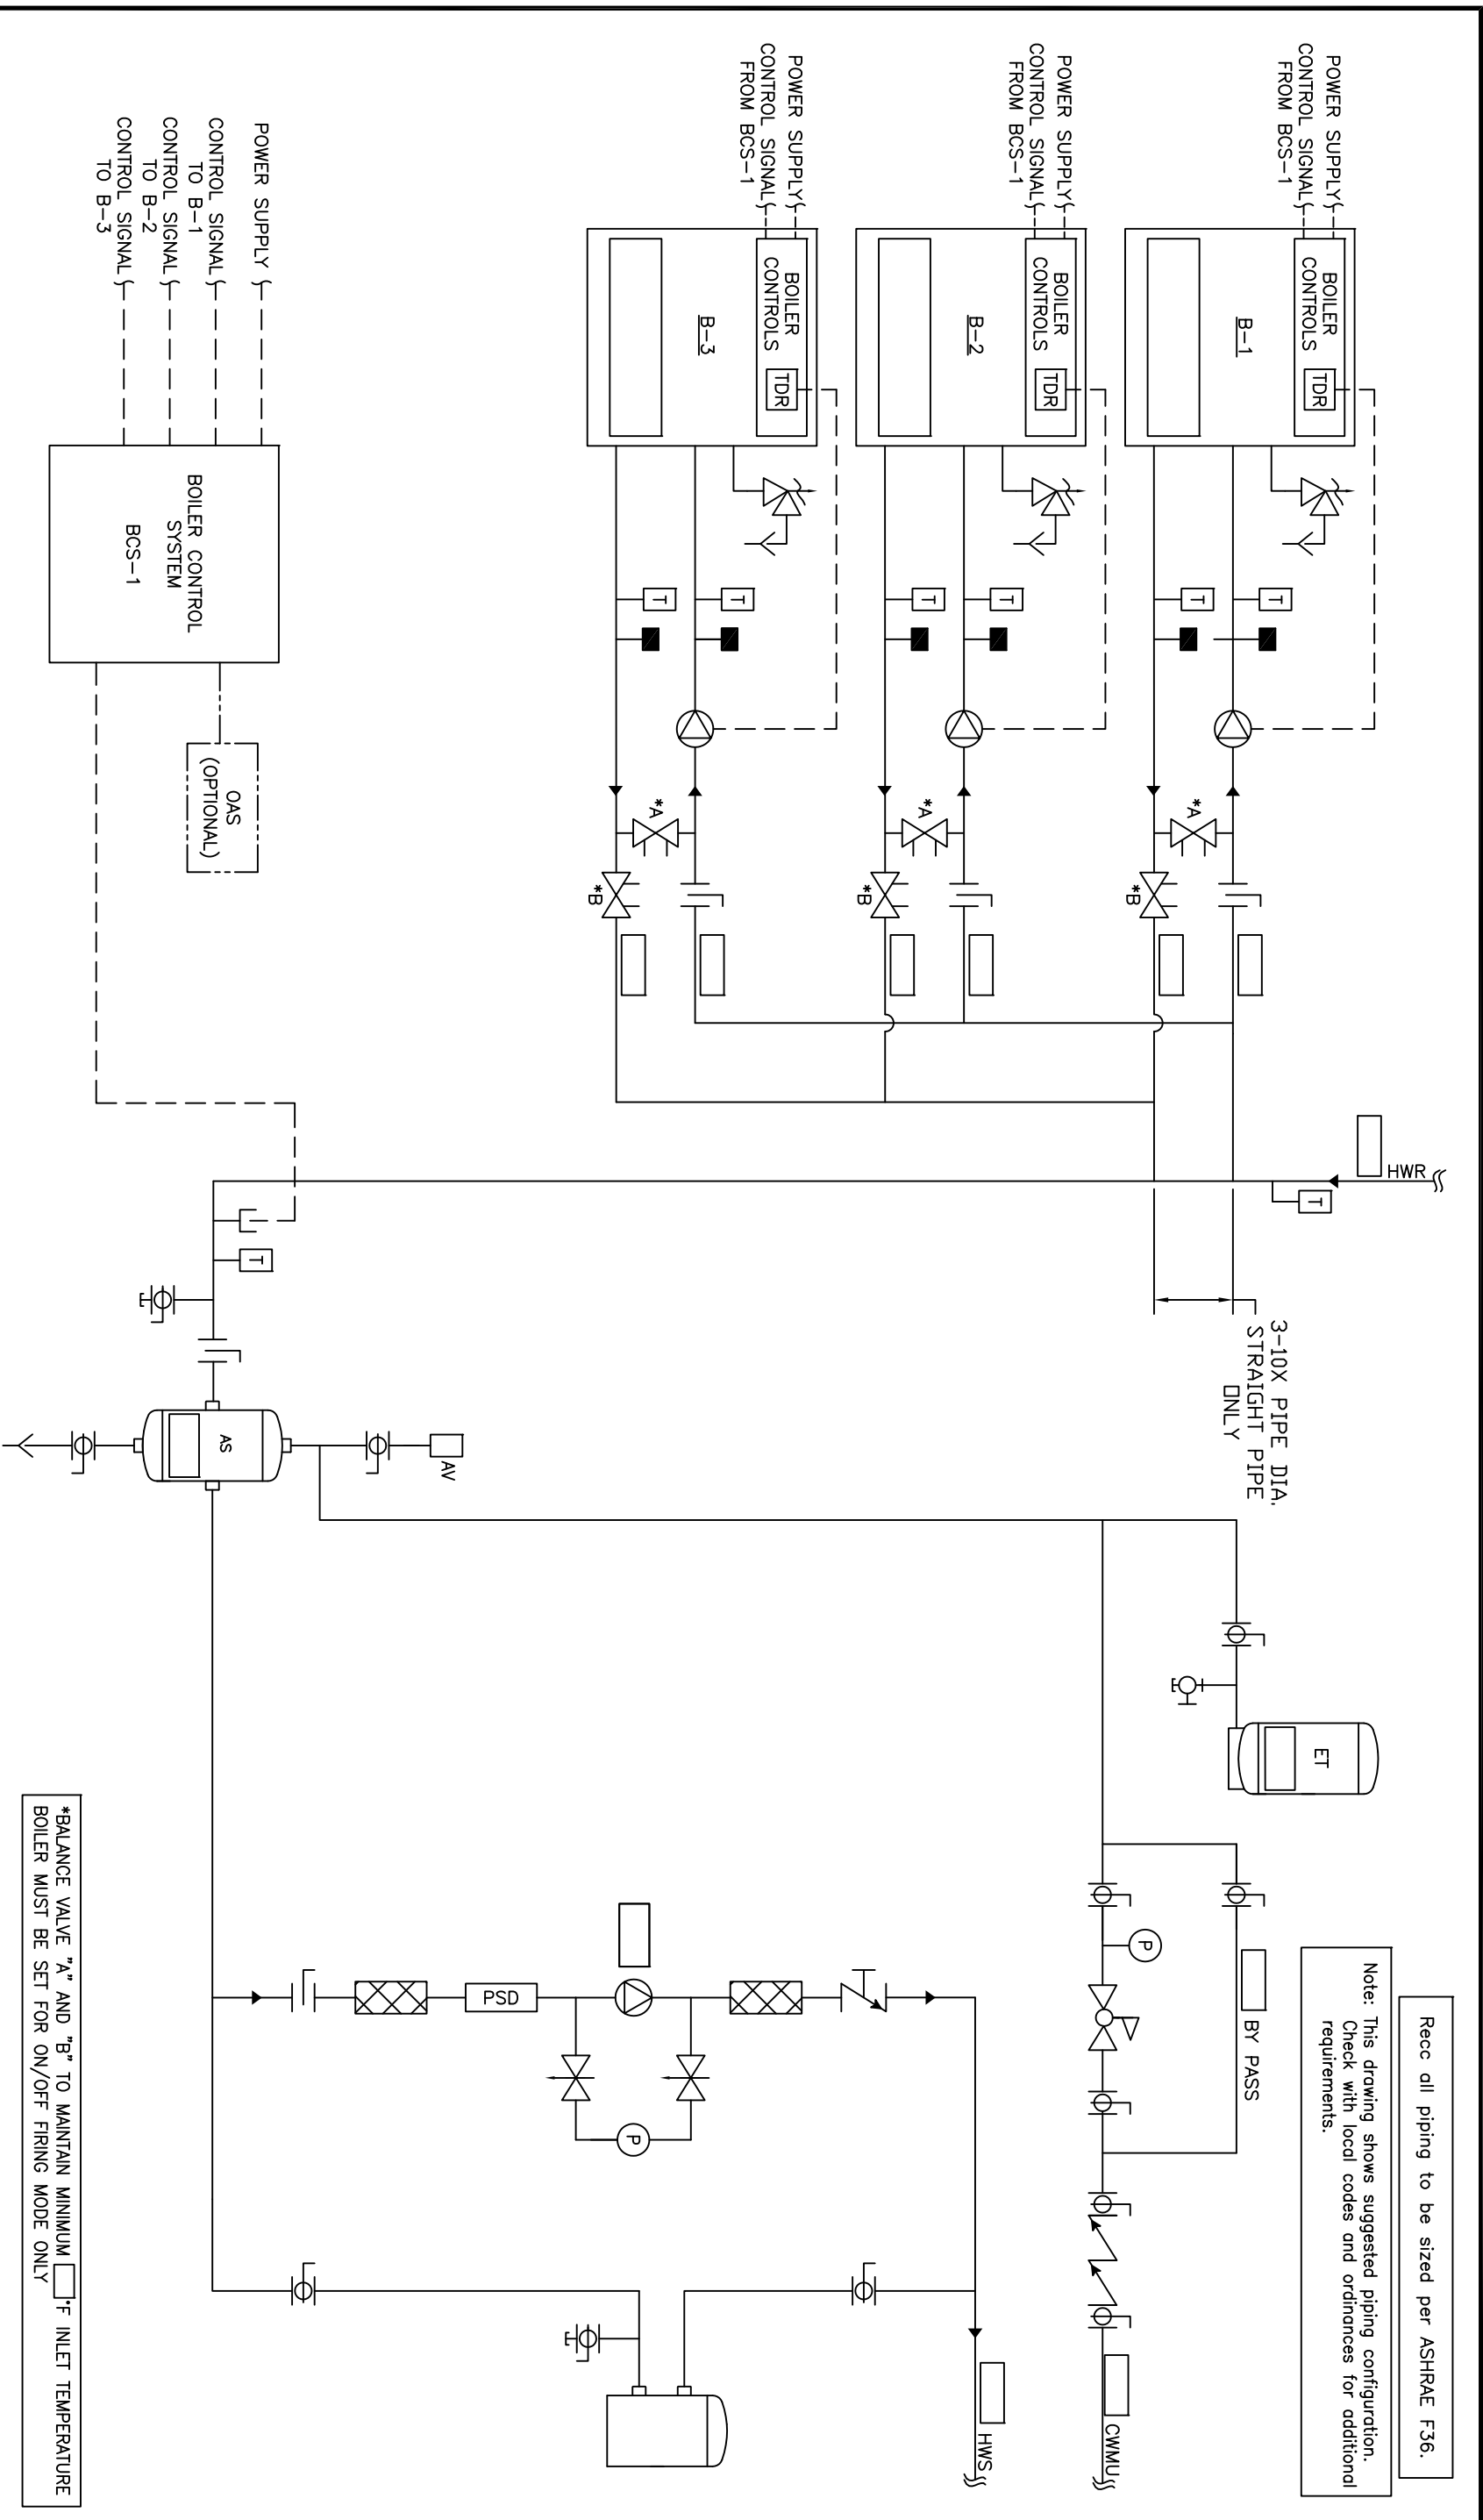 POWER SUPPLY
CONTROL SIGNAL
FROM BCS-1
BOILER
CONTROLS
TDR
B-1
T
T
*A
*B
POWER SUPPLY
CONTROL SIGNAL
FROM BCS-1
BOILER
CONTROLS
TDR
B-2
T
T
*A
*B
POWER SUPPLY
CONTROL SIGNAL
FROM BCS-1
BOILER
CONTROLS
TDR
B-3
T
T
*A
*B
POWER SUPPLY
CONTROL SIGNAL
TO B-1
CONTROL SIGNAL
TO B-2
CONTROL SIGNAL
TO B-3
BOILER CONTROL
SYSTEM
BCS-1
OAS
(OPTIONAL)
HWR
T
3-10X PIPE DIA.
STRAIGHT PIPE
ONLY
T
AS
AV
ET
P
BY PASS
CWMU
PSD
P
HWS
Recc all piping to be sized per ASHRAE F36.
Note: This drawing shows suggested piping configuration.
Check with local codes and ordinances for additional
requirements.
*BALANCE VALVE "A" AND "B" TO MAINTAIN MINIMUM °F INLET TEMPERATURE
BOILER MUST BE SET FOR ON/OFF FIRING MODE ONLY